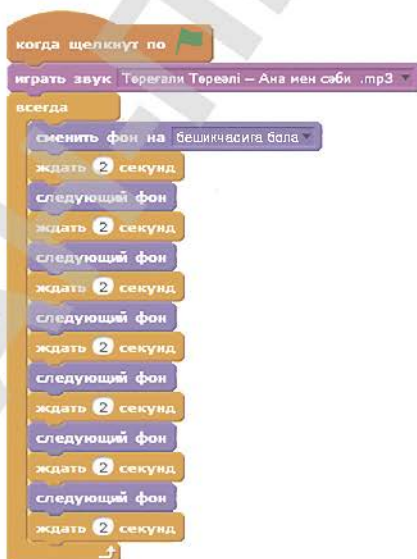 когда щелкнут по
играть звук Төреғали Төреәлі – Ана мен сәби .mp3
всегда
сменить фон на бешикчасига бола
ждать 2 секунд
следующий фон
ждать 2 секунд
следующий фон
ждать 2 секунд
следующий фон
ждать 2 секунд
следующий фон
ждать 2 секунд
следующий фон
ждать 2 секунд
следующий фон
ждать 2 секунд